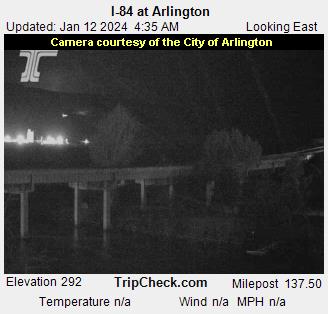 I-84 at Arlington
Updated: Jan 12 2024 4:35 AM Looking East
Camera courtesy of the City of Arlington
Elevation 292 TripCheck.com Milepost 137.50
Temperature n/a Wind n/a MPH n/a